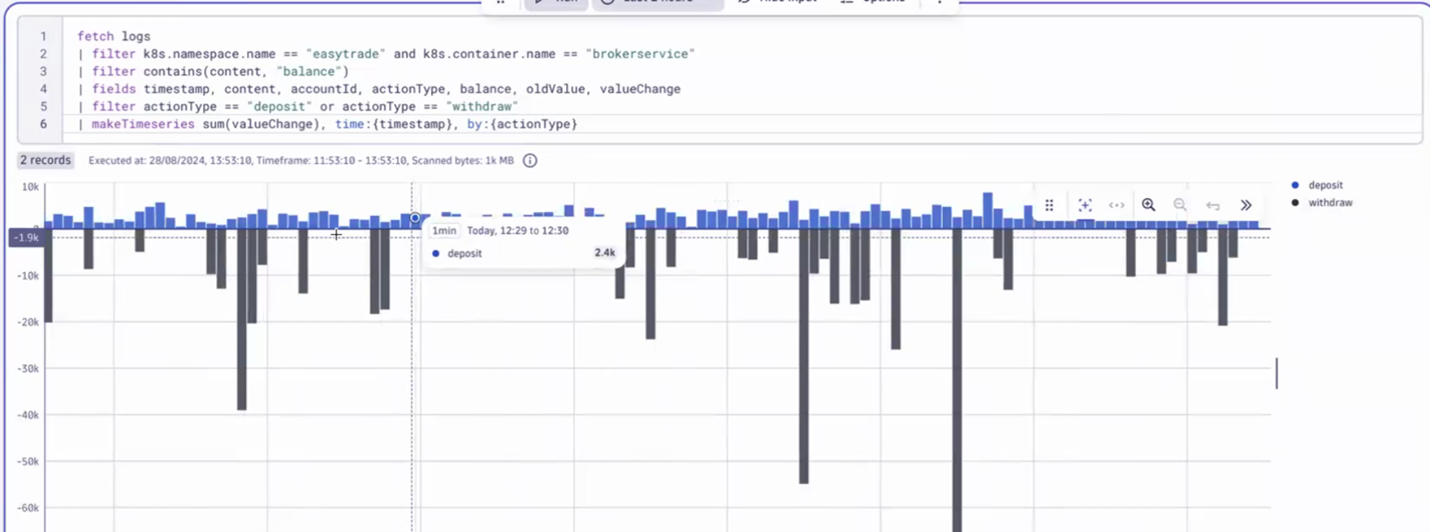 1 fetch logs
2 | filter k8s.namespace.name == "easytrade" and k8s.container.name == "brokerservice"
3 | filter contains(content, "balance")
4 | fields timestamp, content, accountId, actionType, balance, oldValue, valueChange
5 | filter actionType == "deposit" or actionType == "withdraw"
6 | makeTimeseries sum(valueChange), time:{timestamp}, by:{actionType}
2 records Executed at: 28/08/2024, 13:53:10, Timeframe: 11:53:10 - 13:53:10, Scanned bytes: 1k MB
10k
deposit
withdraw
-1.9k
1min Today, 12:29 to 12:30
deposit 2.4k
-10k
-20k
-30k
-40k
-50k
-60k